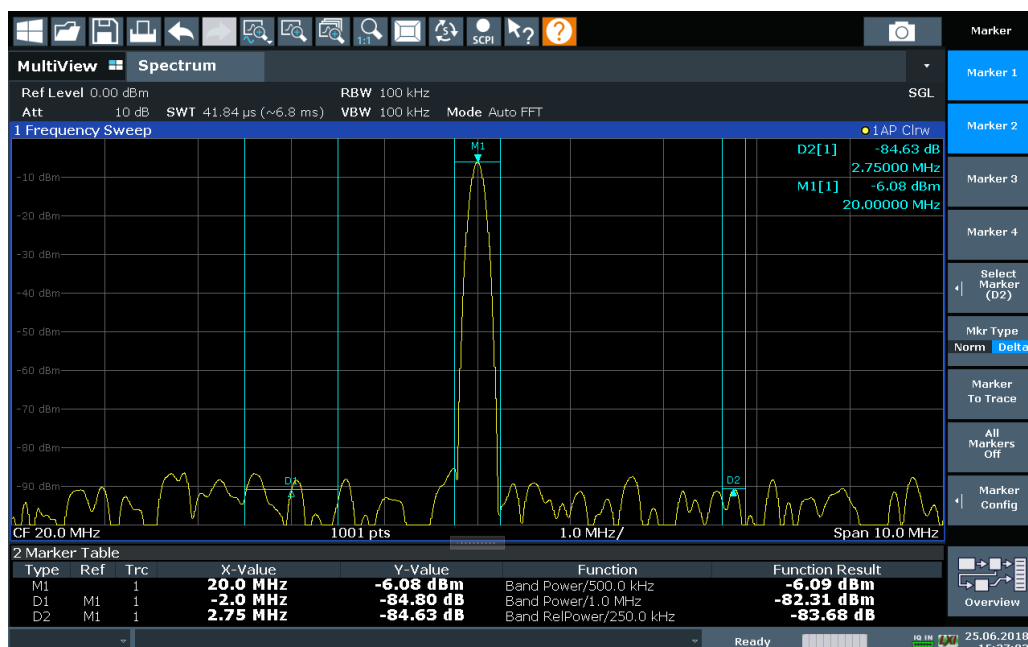 1:1
S
SCPI
?
?
Marker
MultiView Spectrum
Ref Level 0.00 dBm RBW 100 kHz SGL
Att 10 dB SWT 41.84 µs (~6.8 ms) VBW 100 kHz Mode Auto FFT
1 Frequency Sweep 1AP Clrw
M1
D2[1] -84.63 dB
2.75000 MHz
M1[1] -6.08 dBm
20.00000 MHz
-10 dBm
-20 dBm
-30 dBm
-40 dBm
-50 dBm
-60 dBm
-70 dBm
-80 dBm
-90 dBm
D1
D2
CF 20.0 MHz 1001 pts 1.0 MHz/ Span 10.0 MHz
2 Marker Table
Type Ref Trc X-Value Y-Value Function Function Result
M1 1 20.0 MHz -6.08 dBm Band Power/500.0 kHz -6.09 dBm
D1 M1 1 -2.0 MHz -84.80 dB Band Power/1.0 MHz -82.31 dBm
D2 M1 1 2.75 MHz -84.63 dB Band RelPower/250.0 kHz -83.68 dB
Marker 1
Marker 2
Marker 3
Marker 4
Select
Marker
(D2)
Mkr Type
Norm Delta
Marker
To Trace
All
Markers
Off
Marker
Config
Overview
Ready
IQ IN
LXI
25.06.2018